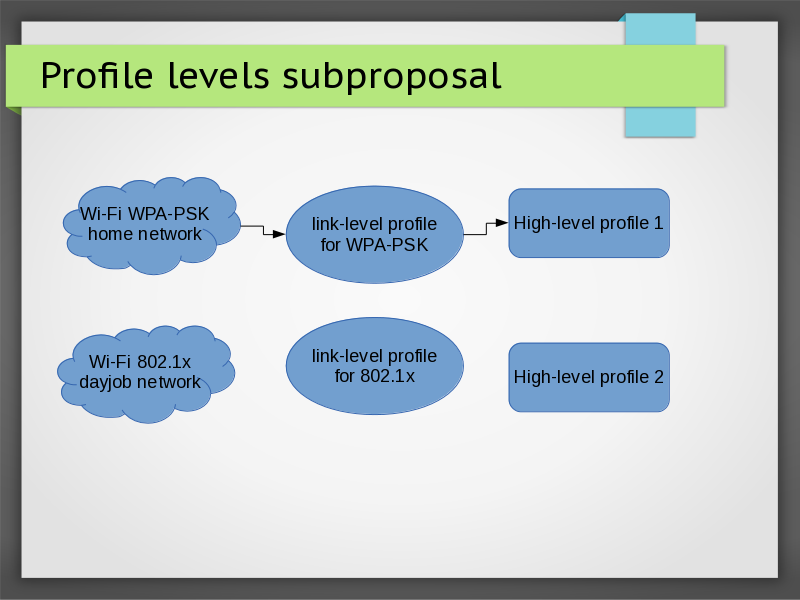 Profile levels subproposal
Wi-Fi WPA-PSK
home network
link-level profile
for WPA-PSK
High-level profile 1
Wi-Fi 802.1x
dayjob network
link-level profile
for 802.1x
High-level profile 2